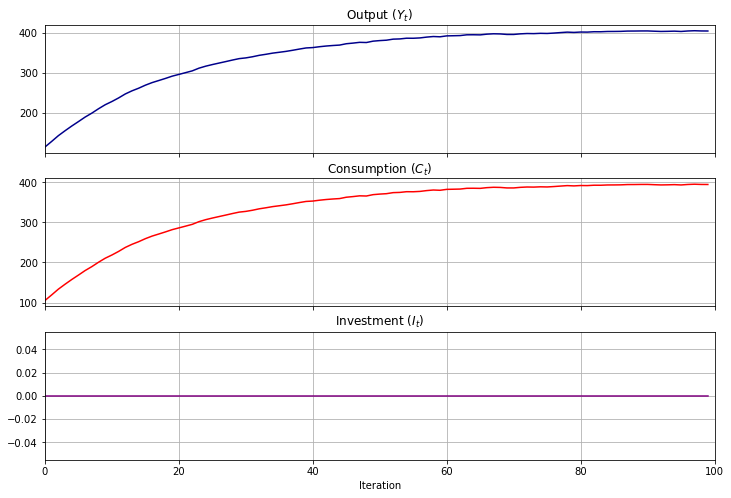 Output (Y_t)
400
300
200
Consumption (C_t)
400
300
200
100
Investment (I_t)
0.04
0.02
0.00
−0.02
−0.04
0 20 40 60 80 100
Iteration